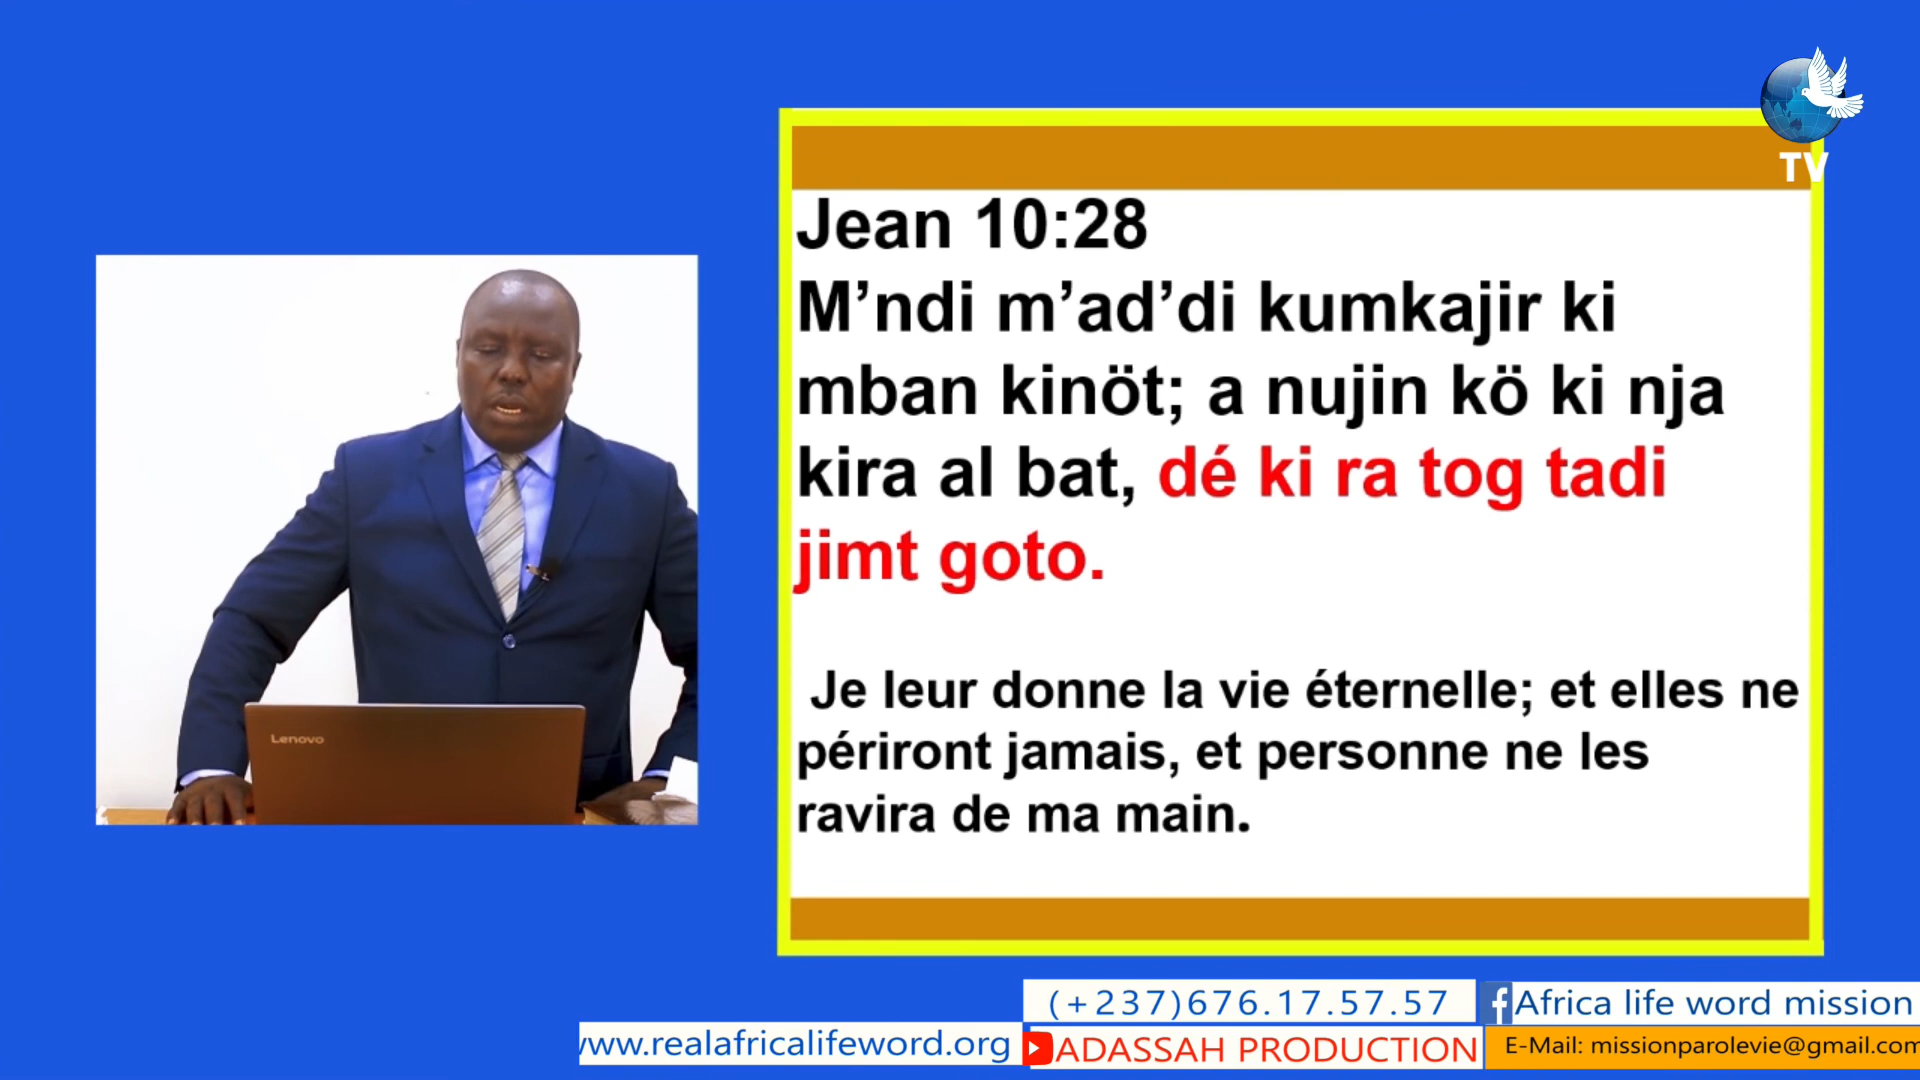 TV
Jean 10:28
M’ndi m’ad’di kumkajir ki
mban kinöt; a nujin kö ki nja
kira al bat, dé ki ra tog tadi
jimt goto.
Je leur donne la vie éternelle; et elles ne
périront jamais, et personne ne les
ravira de ma main.
Lenovo
(+237)676.17.57.57
Africa life word mission
www.realafricalifeword.org
ADASSAH PRODUCTION
E-Mail: missionparolevie@gmail.com